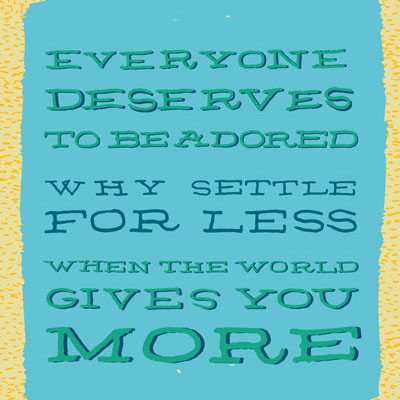 EVERYONE
DESERVES
TO BE ADORED
WHY SETTLE
FOR LESS
WHEN THE WORLD
GIVES YOU
MORE